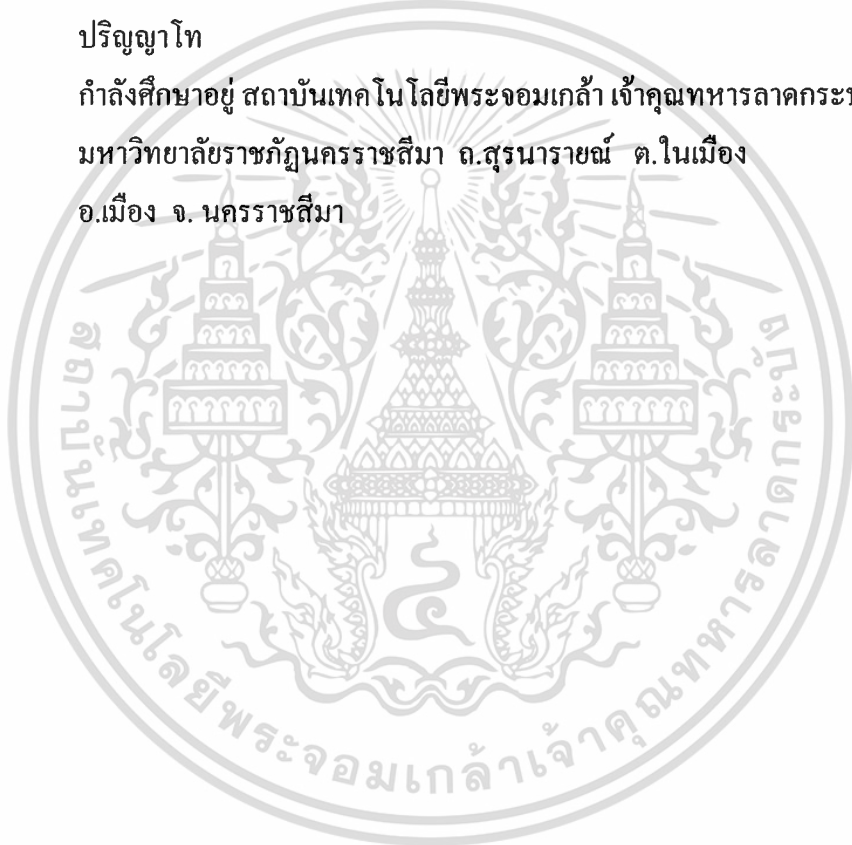 ปริญญาโท
กำลังศึกษาอยู่ สถาบันเทคโนโลยีพระจอมเกล้า เจ้าคุณทหารลาดกระ
มหาวิทยาลัยราชภัฏนครราชสีมา ถ.สุรนารายณ์ ต.ในเมือง
อ.เมือง จ. นครราชสีมา
สถาบันเทคโนโลยีพระจอมเกล้าเจ้าคุณทหารลาดกระบัง
๔